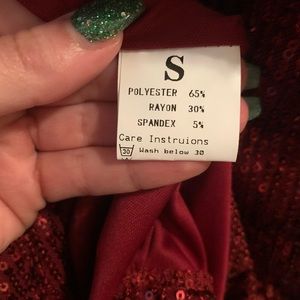 S
POLYESTER 65%
RAYON 30%
SPANDEX 5%
Care Instruions
30 Wash below 30